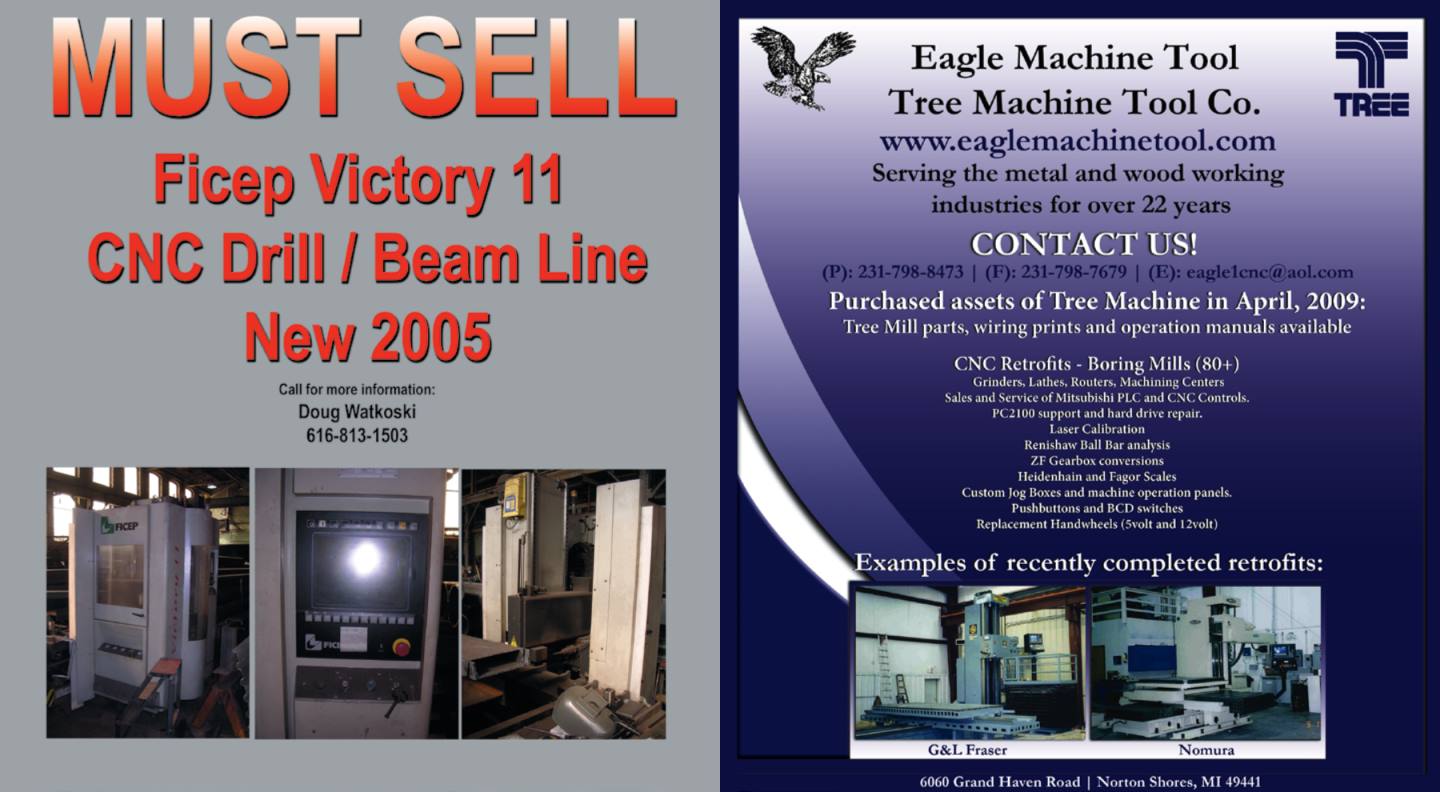 MUST SELL
Ficep Victory 11
CNC Drill / Beam Line
New 2005
Call for more information:
Doug Watkoski
616-813-1503
FICEP
Eagle Machine Tool
Tree Machine Tool Co.
TREE
www.eaglemachinetool.com
Serving the metal and wood working
industries for over 22 years
CONTACT US!
(P): 231-798-8473 | (F): 231-798-7679 | (E): eagle1cnc@aol.com
Purchased assets of Tree Machine in April, 2009:
Tree Mill parts, wiring prints and operation manuals available
CNC Retrofits - Boring Mills (80+)
Grinders, Lathes, Routers, Machining Centers
Sales and Service of Mitsubishi PLC and CNC Controls.
PC2100 support and hard drive repair.
Laser Calibration
Renishaw Ball Bar analysis
ZF Gearbox conversions
Heidenhain and Fagor Scales
Custom Jog Boxes and machine operation panels.
Pushbuttons and BCD switches
Replacement Handwheels (5volt and 12volt)
Examples of recently completed retrofits:
G&L Fraser
Nomura
6060 Grand Haven Road | Norton Shores, MI 49441